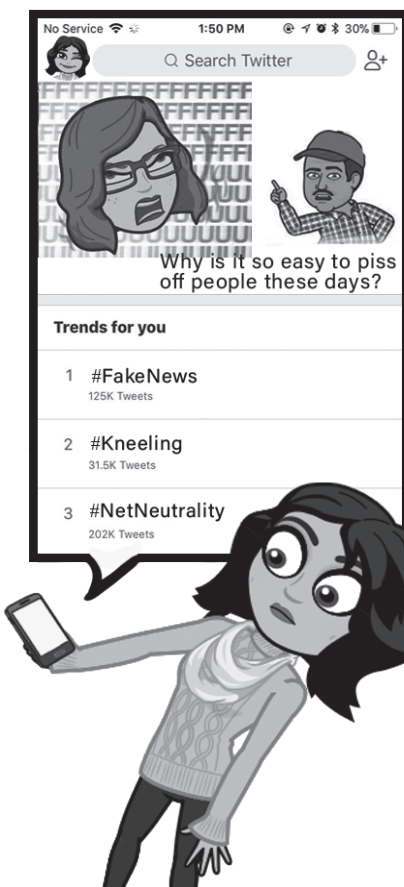 No Service 1:50 PM 30%
Search Twitter
Why is it so easy to piss
off people these days?
Trends for you
1 #FakeNews
125K Tweets
2 #Kneeling
31.5K Tweets
3 #NetNeutrality
202K Tweets